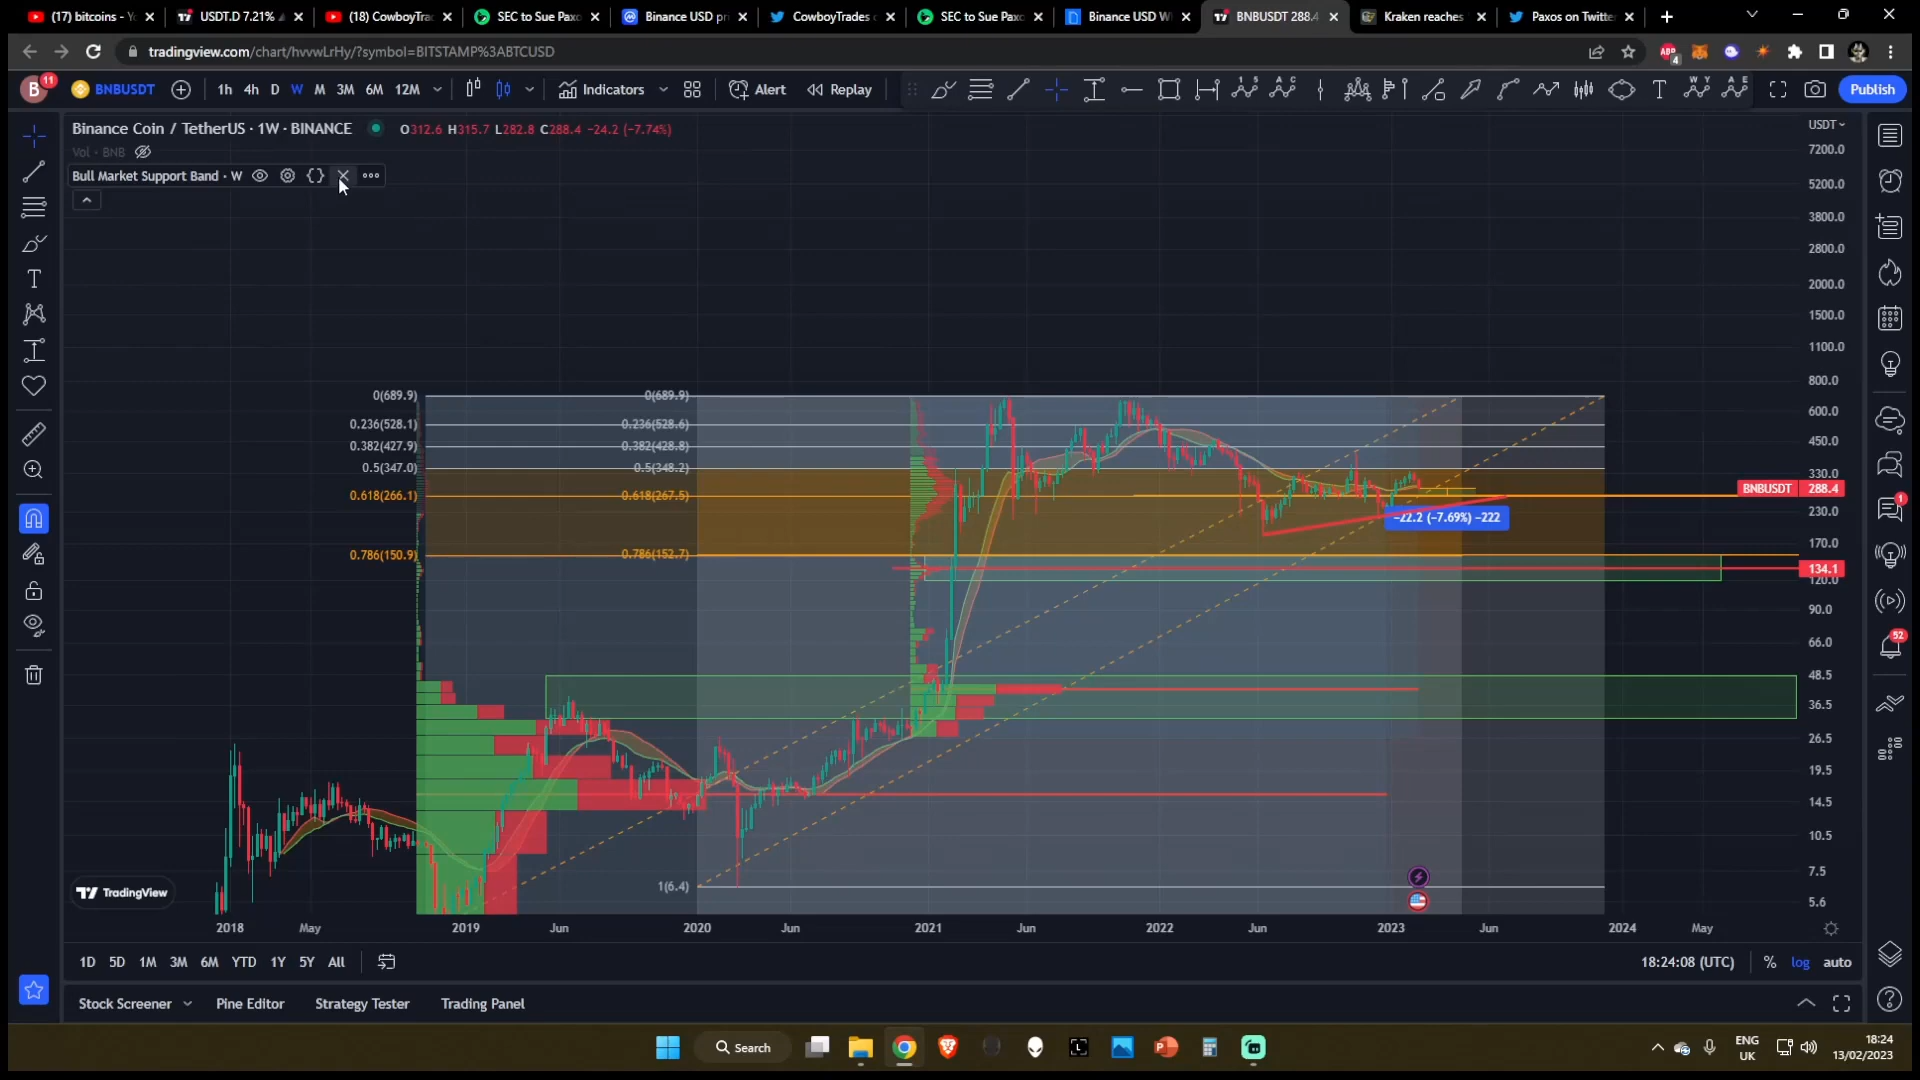 (17) bitcoins - Yo
USDT.D 7.21%
(18) CowboyTrad
SEC to Sue Paxo
Binance USD pri
CowboyTrades o
SEC to Sue Paxo
Binance USD W
BNBUSDT 288.4
Kraken reaches
Paxos on Twitte
tradingview.com/chart/hvvwLrHy/?symbol=BITSTAMP%3ABTCUSD
ABP
4
B
11
BNBUSDT
1h 4h D W M 3M 6M 12M
Indicators
Alert
Replay
Publish
Binance Coin / TetherUS · 1W · BINANCE
O312.6 H315.7 L282.8 C288.4 -24.2 (-7.74%)
Vol · BNB
Bull Market Support Band · W
USDT
7200.0
5200.0
3800.0
2800.0
2000.0
1500.0
1100.0
800.0
600.0
450.0
330.0
BNBUSDT 288.4
230.0
170.0
134.1
120.0
90.0
66.0
48.5
36.5
26.5
19.5
14.5
10.5
7.5
5.6
0(689.9)
0.236(528.1)
0.382(427.9)
0.5(347.0)
0.618(266.1)
0.786(150.9)
0(689.9)
0.236(528.6)
0.382(428.8)
0.5(348.2)
0.618(267.5)
0.786(152.7)
1(6.4)
-22.2 (-7.69%) -222
TradingView
2018 May 2019 Jun 2020 Jun 2021 Jun 2022 Jun 2023 Jun 2024 May
1D 5D 1M 3M 6M YTD 1Y 5Y All
18:24:08 (UTC)
% log auto
Stock Screener
Pine Editor
Strategy Tester
Trading Panel
1
52
Search
ENG
UK
18:24
13/02/2023